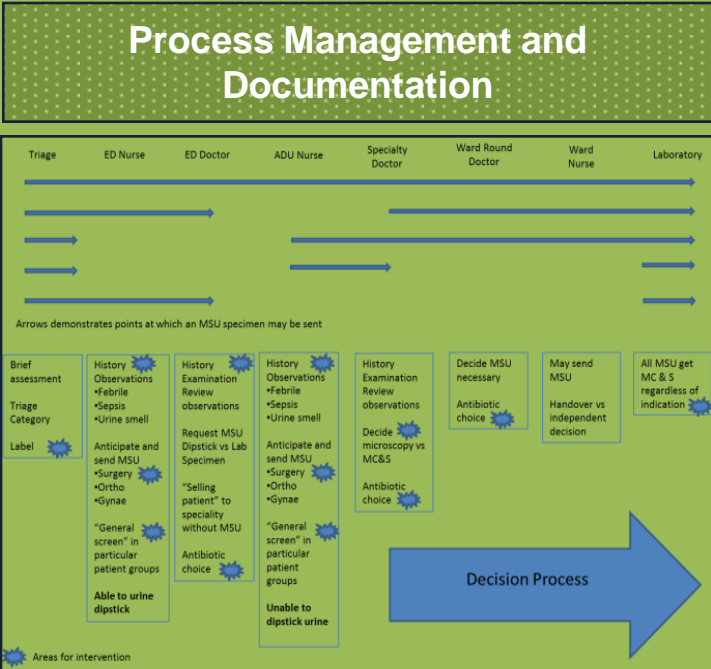 Process Management and
Documentation
Triage
ED Nurse
ED Doctor
ADU Nurse
Specialty
Doctor
Ward Round
Doctor
Ward
Nurse
Laboratory
Arrows demonstrates points at which an MSU specimen may be sent
Brief
assessment
Triage
Category
Label
History
Observations
•Febrile
•Sepsis
•Urine smell
Anticipate and
send MSU
•Surgery
•Ortho
•Gynae
"General
screen" in
particular
patient
groups
Able to urine
dipstick
History
Examination
Review
observations
Request MSU
Dipstick vs Lab
Specimen
"Selling
patient" to
speciality
without MSU
Antibiotic
choice
History
Observations
•Febrile
•Sepsis
•Urine smell
Anticipate and
send MSU
•Surgery
•Ortho
•Gynae
"General
screen" in
particular
patient
groups
Unable to
dipstick urine
History
Examination
Review
observations
Decide
microscopy vs
MC&S
Antibiotic
choice
Decide MSU
necessary
Antibiotic
choice
May send
MSU
Handover vs
independent
decision
All MSU get
MC & S
regardless of
indication
Decision Process
Areas for intervention